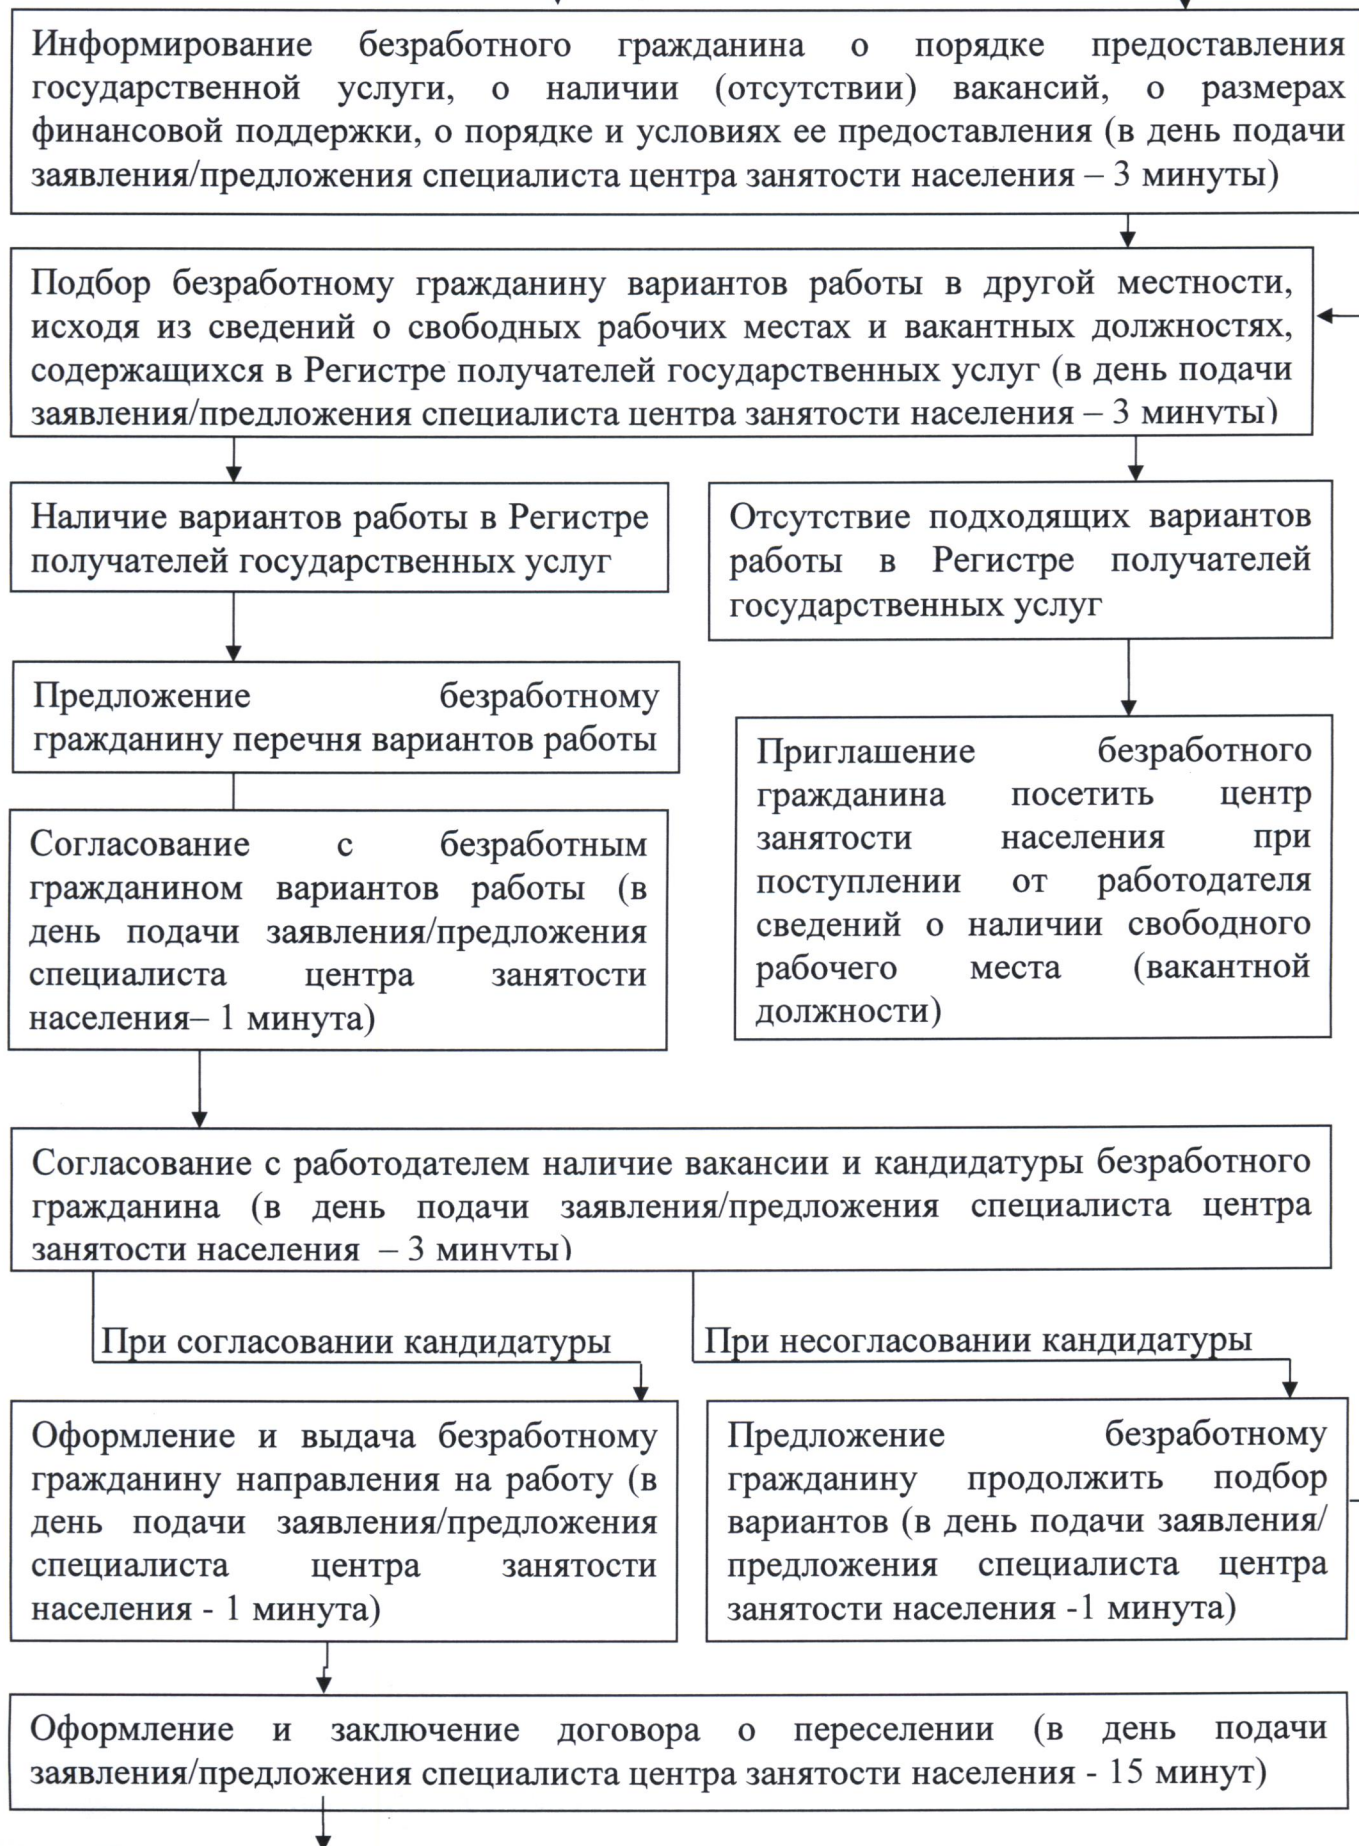 Информирование безработного гражданина о порядке предоставления
государственной услуги, о наличии (отсутствии) вакансий, о размерах
финансовой поддержки, о порядке и условиях ее предоставления (в день подачи
заявления/предложения специалиста центра занятости населения – 3 минуты)
Подбор безработному гражданину вариантов работы в другой местности,
исходя из сведений о свободных рабочих местах и вакантных должностях,
содержащихся в Регистре получателей государственных услуг (в день подачи
заявления/предложения специалиста центра занятости населения – 3 минуты)
Наличие вариантов работы в Регистре
получателей государственных услуг
Отсутствие подходящих вариантов
работы в Регистре получателей
государственных услуг
Предложение безработному
гражданину перечня вариантов работы
Приглашение безработного
гражданина посетить центр
занятости населения при
поступлении от работодателя
сведений о наличии свободного
рабочего места (вакантной
должности)
Согласование с безработным
гражданином вариантов работы (в
день подачи заявления/предложения
специалиста центра занятости
населения– 1 минута)
Согласование с работодателем наличие вакансии и кандидатуры безработного
гражданина (в день подачи заявления/предложения специалиста центра
занятости населения – 3 минуты)
При согласовании кандидатуры
При несогласовании кандидатуры
Оформление и выдача безработному
гражданину направления на работу (в
день подачи заявления/предложения
специалиста центра занятости
населения - 1 минута)
Предложение безработному
гражданину продолжить подбор
вариантов (в день подачи заявления/
предложения специалиста центра
занятости населения -1 минута)
Оформление и заключение договора о переселении (в день подачи
заявления/предложения специалиста центра занятости населения - 15 минут)